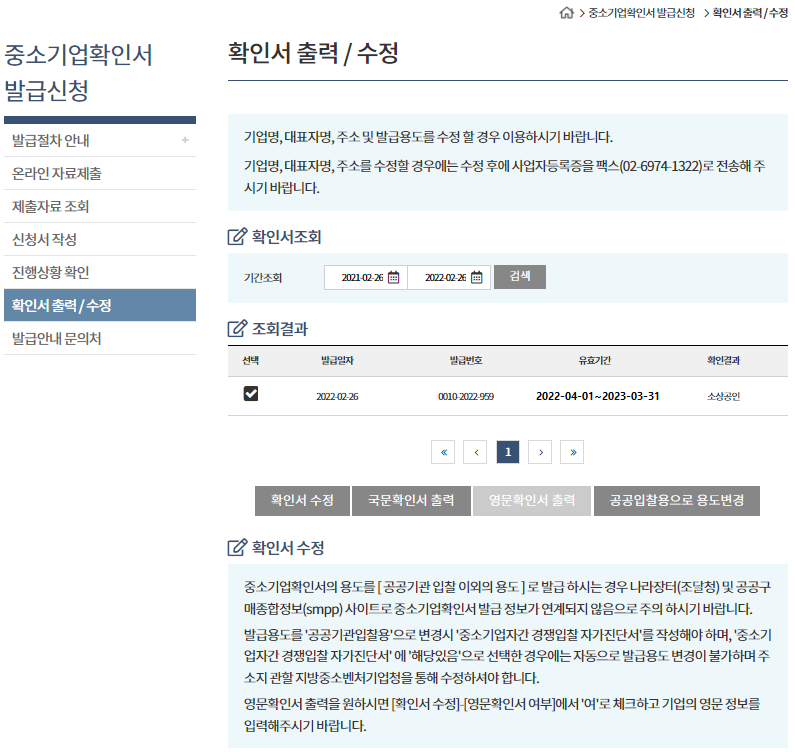 중소기업확인서 발급신청 > 확인서 출력 / 수정
중소기업확인서
발급신청
발급절차 안내 +
온라인 자료제출
제출자료 조회
신청서 작성
진행상황 확인
확인서 출력 / 수정
발급안내 문의처
확인서 출력 / 수정
기업명, 대표자명, 주소 및 발급용도를 수정 할 경우 이용하시기 바랍니다.
기업명, 대표자명, 주소를 수정할 경우에는 수정 후에 사업자등록증을 팩스(02-6974-1322)로 전송해 주
시기 바랍니다.
확인서조회
기간조회 2021-02-26 2022-02-26 검색
조회결과
선택 발급일자 발급번호 유효기간 확인결과
2022-02-26 0010-2022-959 2022-04-01~2023-03-31 소상공인
« ‹ 1 › »
확인서 수정 국문확인서 출력 영문확인서 출력 공공입찰용으로 용도변경
확인서 수정
중소기업확인서의 용도를 [ 공공기관 입찰 이외의 용도 ] 로 발급 하시는 경우 나라장터(조달청) 및 공공구
매종합정보(smpp) 사이트로 중소기업확인서 발급 정보가 연계되지 않음으로 주의 하시기 바랍니다.
발급용도를 '공공기관입찰용'으로 변경시 '중소기업자간 경쟁입찰 자가진단서'를 작성해야 하며, '중소기
업자간 경쟁입찰 자가진단서' 에 '해당있음'으로 선택한 경우에는 자동으로 발급용도 변경이 불가하며 주
소지 관할 지방중소벤처기업청을 통해 수정하셔야 합니다.
영문확인서 출력을 원하시면 [확인서 수정]-[영문확인서 여부]에서 '여'로 체크하고 기업의 영문 정보를
입력해주시기 바랍니다.